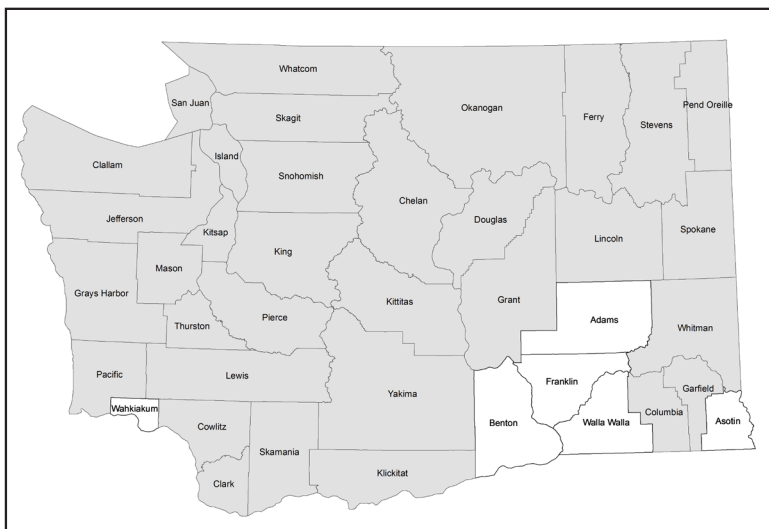 Whatcom
San Juan
Skagit
Okanogan
Ferry
Stevens
Pend Oreille
Clallam
Island
Snohomish
Chelan
Jefferson
Kitsap
Douglas
King
Lincoln
Spokane
Mason
Grays Harbor
Kittitas
Grant
Thurston
Pierce
Adams
Whitman
Pacific
Lewis
Yakima
Franklin
Garfield
Wahkiakum
Cowlitz
Benton
Walla Walla
Columbia
Asotin
Skamania
Klickitat
Clark